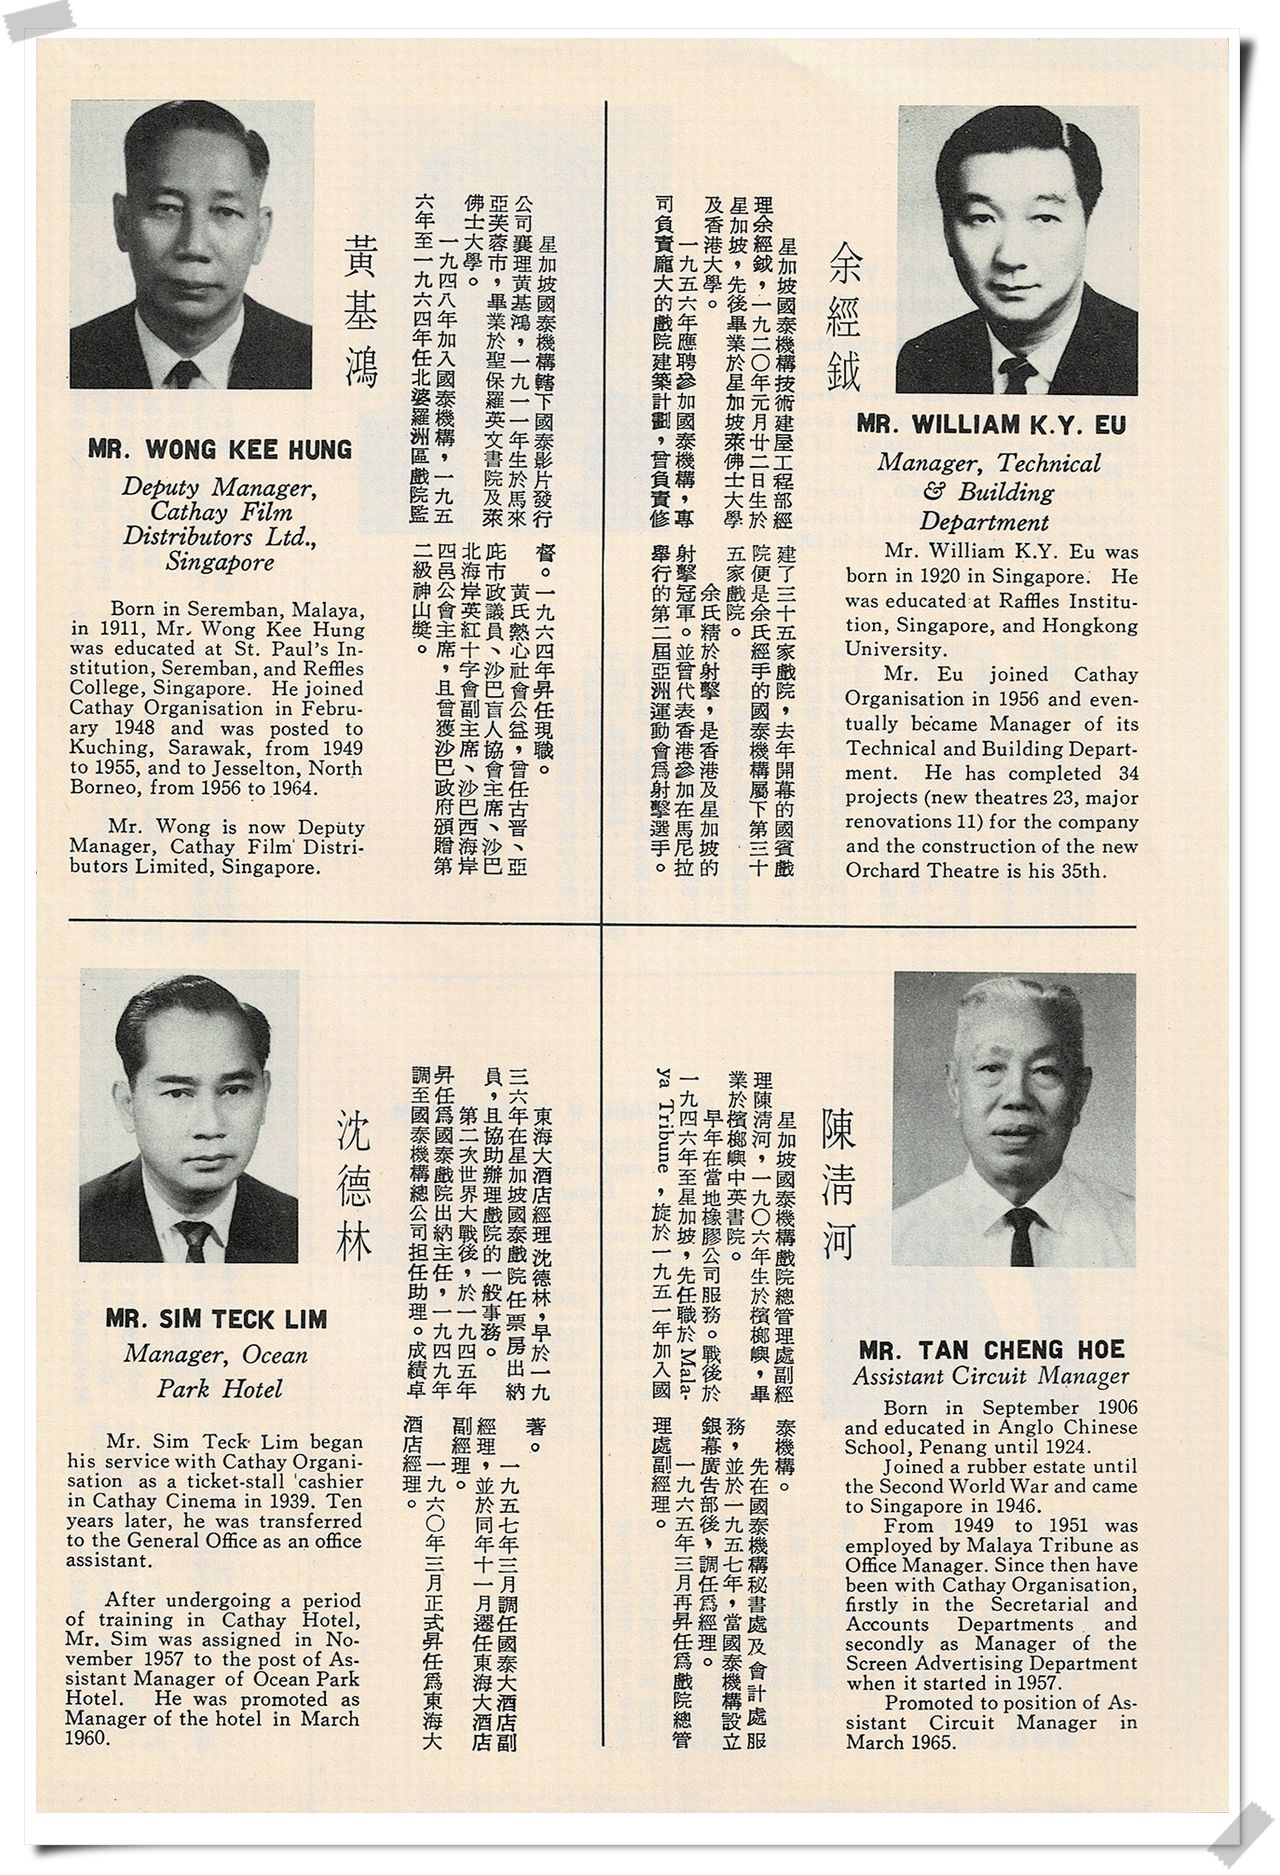 MR. WONG KEE HUNG
Deputy Manager,
Cathay Film
Distributors Ltd.,
Singapore
Born in Seremban, Malaya,
in 1911, Mr. Wong Kee Hung
was educated at St. Paul's In-
stitution, Seremban, and Reffles
College, Singapore. He joined
Cathay Organisation in Febru-
ary 1948 and was posted to
Kuching, Sarawak, from 1949
to 1955, and to Jesselton, North
Borneo, from 1956 to 1964.
Mr. Wong is now Deputy
Manager, Cathay Film Distri-
butors Limited, Singapore.
黃基鴻
星加坡國泰機構轄下國泰影片發行
公司襄理黃基鴻，一九一一年生於馬來
亞芙蓉市，畢業於聖保羅英文書院及萊
佛士大學。
一九四八年加入國泰機構，一九五
六年至一九六四年任北婆羅洲區戲院監
督。一九六四年昇任現職。
黃氏熱心社會公益，曾任古晋、亞
庇市政議員、沙巴盲人協會主席、沙巴
北海岸英紅十字會副主席、沙巴西海岸
四邑公會主席，且曾獲沙巴政府頒贈第
二級神山獎。
MR. WILLIAM K.Y. EU
Manager, Technical
& Building
Department
Mr. William K.Y. Eu was
born in 1920 in Singapore. He
was educated at Raffles Institu-
tion, Singapore, and Hongkong
University.
Mr. Eu joined Cathay
Organisation in 1956 and even-
tually became Manager of its
Technical and Building Depart-
ment. He has completed 34
projects (new theatres 23, major
renovations 11) for the company
and the construction of the new
Orchard Theatre is his 35th.
余經鉞
星加坡國泰機構技術建屋工程部經
理余經鉞，一九二〇年元月廿二日生於
星加坡，先後畢業於星加坡萊佛士大學
及香港大學。
一九五六年應聘參加國泰機構，專
司負責龐大的戲院建築計劃，曾負責修
建了三十五家戲院，去年開幕的國賓戲
院便是余氏經手的國泰機構屬下第三十
五家戲院。
余氏精於射擊，是香港及星加坡的
射擊冠軍。並曾代表香港參加在馬尼拉
舉行的第二屆亞洲運動會爲射擊選手。
MR. SIM TECK LIM
Manager, Ocean
Park Hotel
Mr. Sim Teck Lim began
his service with Cathay Organi-
sation as a ticket-stall cashier
in Cathay Cinema in 1939. Ten
years later, he was transferred
to the General Office as an office
assistant.
After undergoing a period
of training in Cathay Hotel,
Mr. Sim was assigned in No-
vember 1957 to the post of As-
sistant Manager of Ocean Park
Hotel. He was promoted as
Manager of the hotel in March
1960.
沈德林
東海大酒店經理沈德林，早於一九
三六年在星加坡國泰戲院任票房出納
員，且協助辦理戲院的一般事務。
第二次世界大戰後，於一九四五年
昇任爲國泰戲院出納主任，一九四九年
調至國泰機構總公司担任助理。成績卓
著。
一九五七年三月調任國泰大酒店副
經理，並於同年十一月遷任東海大酒店
副經理。
一九六〇年三月正式昇任爲東海大
酒店經理。
MR. TAN CHENG HOE
Assistant Circuit Manager
Born in September 1906
and educated in Anglo Chinese
School, Penang until 1924.
Joined a rubber estate until
the Second World War and came
to Singapore in 1946.
From 1949 to 1951 was
employed by Malaya Tribune as
Office Manager. Since then have
been with Cathay Organisation,
firstly in the Secretarial and
Accounts Departments and
secondly as Manager of the
Screen Advertising Department
when it started in 1957.
Promoted to position of As-
sistant Circuit Manager in
March 1965.
陳淸河
星加坡國泰機構戲院總管理處副經
理陳淸河，一九〇六年生於檳榔嶼，畢
業於檳榔嶼中英書院。
早年在當地橡膠公司服務。戰後於
一九四六年至星加坡，先任職於Mala-
ya Tribune，旋於一九五一年加入國
泰機構。
先在國泰機構秘書處及會計處服
務，並於一九五七年，當國泰機構設立
銀幕廣告部後，調任爲經理。
一九六五年三月再昇任爲戲院總管
理處副經理。